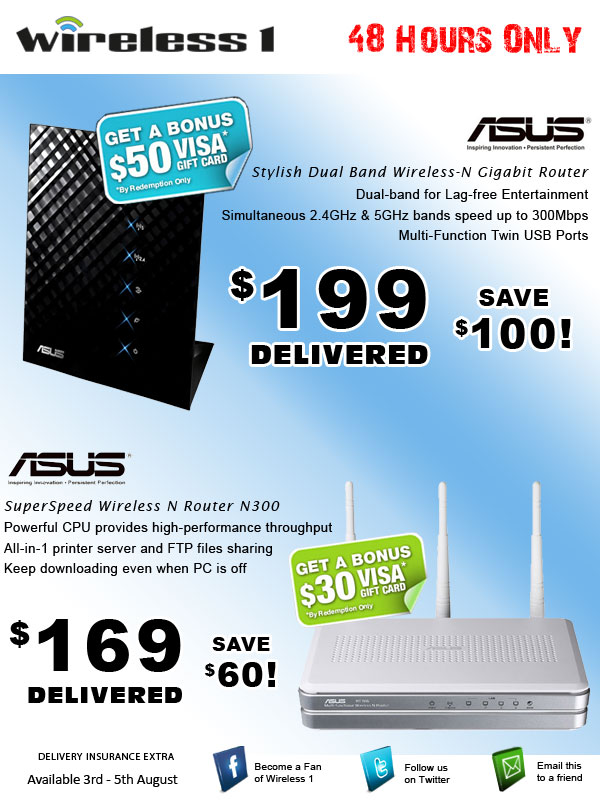 wireless 1
48 HOURS ONLY
GET A BONUS
$50 VISA*
GIFT CARD
*By Redemption Only
ASUS®
Inspiring Innovation • Persistent Perfection
Stylish Dual Band Wireless-N Gigabit Router
Dual-band for Lag-free Entertainment
Simultaneous 2.4GHz & 5GHz bands speed up to 300Mbps
Multi-Function Twin USB Ports
$199
DELIVERED
SAVE
$100!
ASUS
ASUS®
Inspiring Innovation • Persistent Perfection
SuperSpeed Wireless N Router N300
Powerful CPU provides high-performance throughput
All-in-1 printer server and FTP files sharing
Keep downloading even when PC is off
GET A BONUS
$30 VISA*
GIFT CARD
*By Redemption Only
$169
DELIVERED
SAVE
$60!
ASUS
ASUS
DELIVERY INSURANCE EXTRA
Available 3rd - 5th August
Become a Fan
of Wireless 1
Follow us
on Twitter
Email this
to a friend